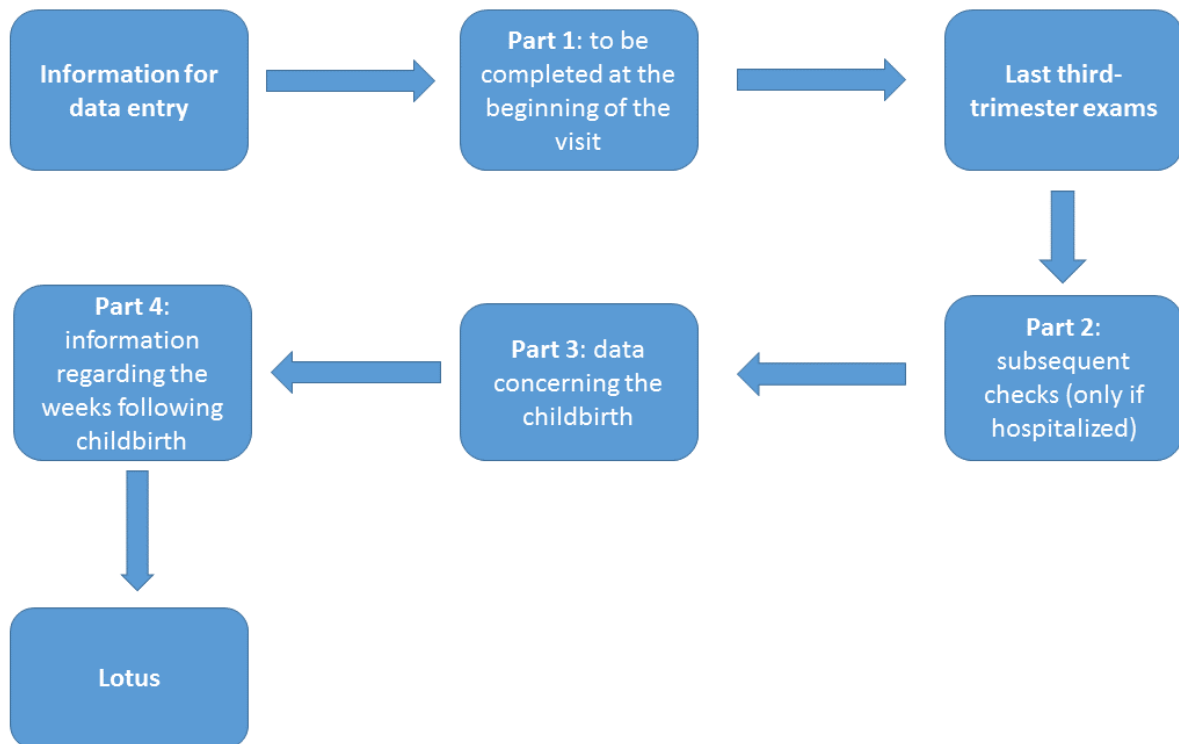 Information for
data entry
Part 1: to be
completed at the
beginning of the
visit
Last third-
trimester exams
Part 2:
subsequent
checks (only if
hospitalized)
Part 3: data
concerning the
childbirth
Part 4:
information
regarding the
weeks following
childbirth
Lotus